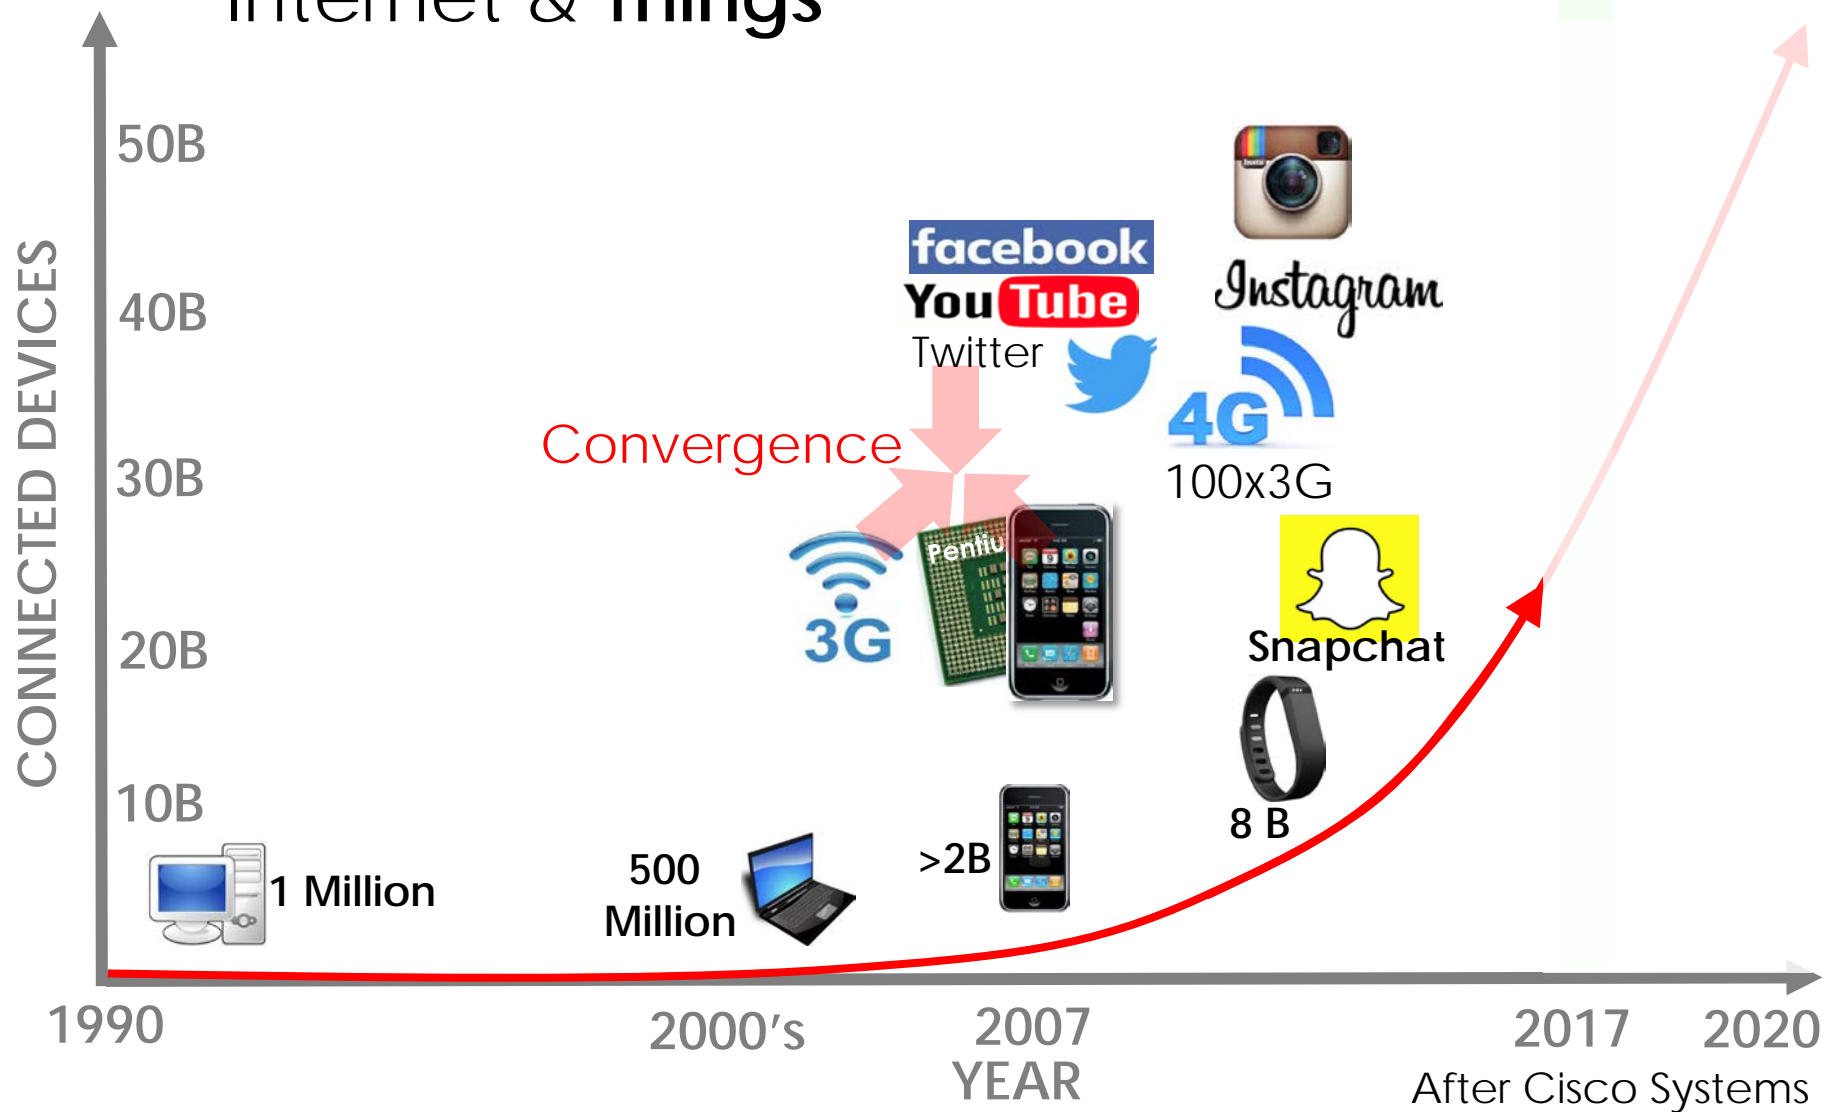 Internet & Things
50B
40B
30B
20B
10B
CONNECTED DEVICES
facebook
YouTube
Twitter
Instagram
4G
100x3G
Convergence
3G
Pentiu
Snapchat
8 B
>2B
500
Million
1 Million
1990
2000's
2007
2017
2020
YEAR
After Cisco Systems